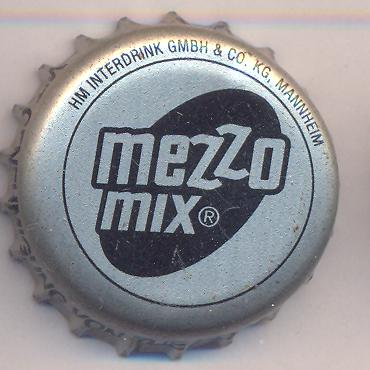 HM INTERDRINK GMBH & CO. KG, MANNHEIM
mezzo
mix®